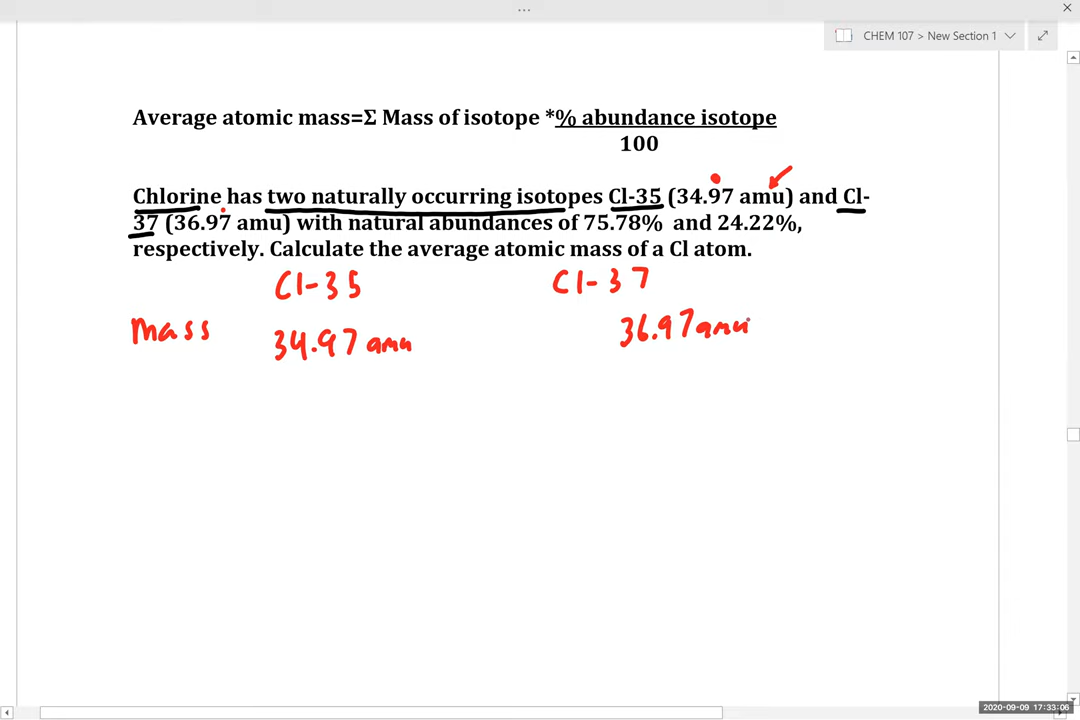 ...
CHEM 107 > New Section 1
Average atomic mass=Σ Mass of isotope *% abundance isotope
100
Chlorine has two naturally occurring isotopes Cl-35 (34.97 amu) and Cl-
37 (36.97 amu) with natural abundances of 75.78%  and 24.22%,
respectively. Calculate the average atomic mass of a Cl atom.
Cl-35 Cl-37
Mass 34.97 amu 36.97 amu
2020-09-09 17:33:06